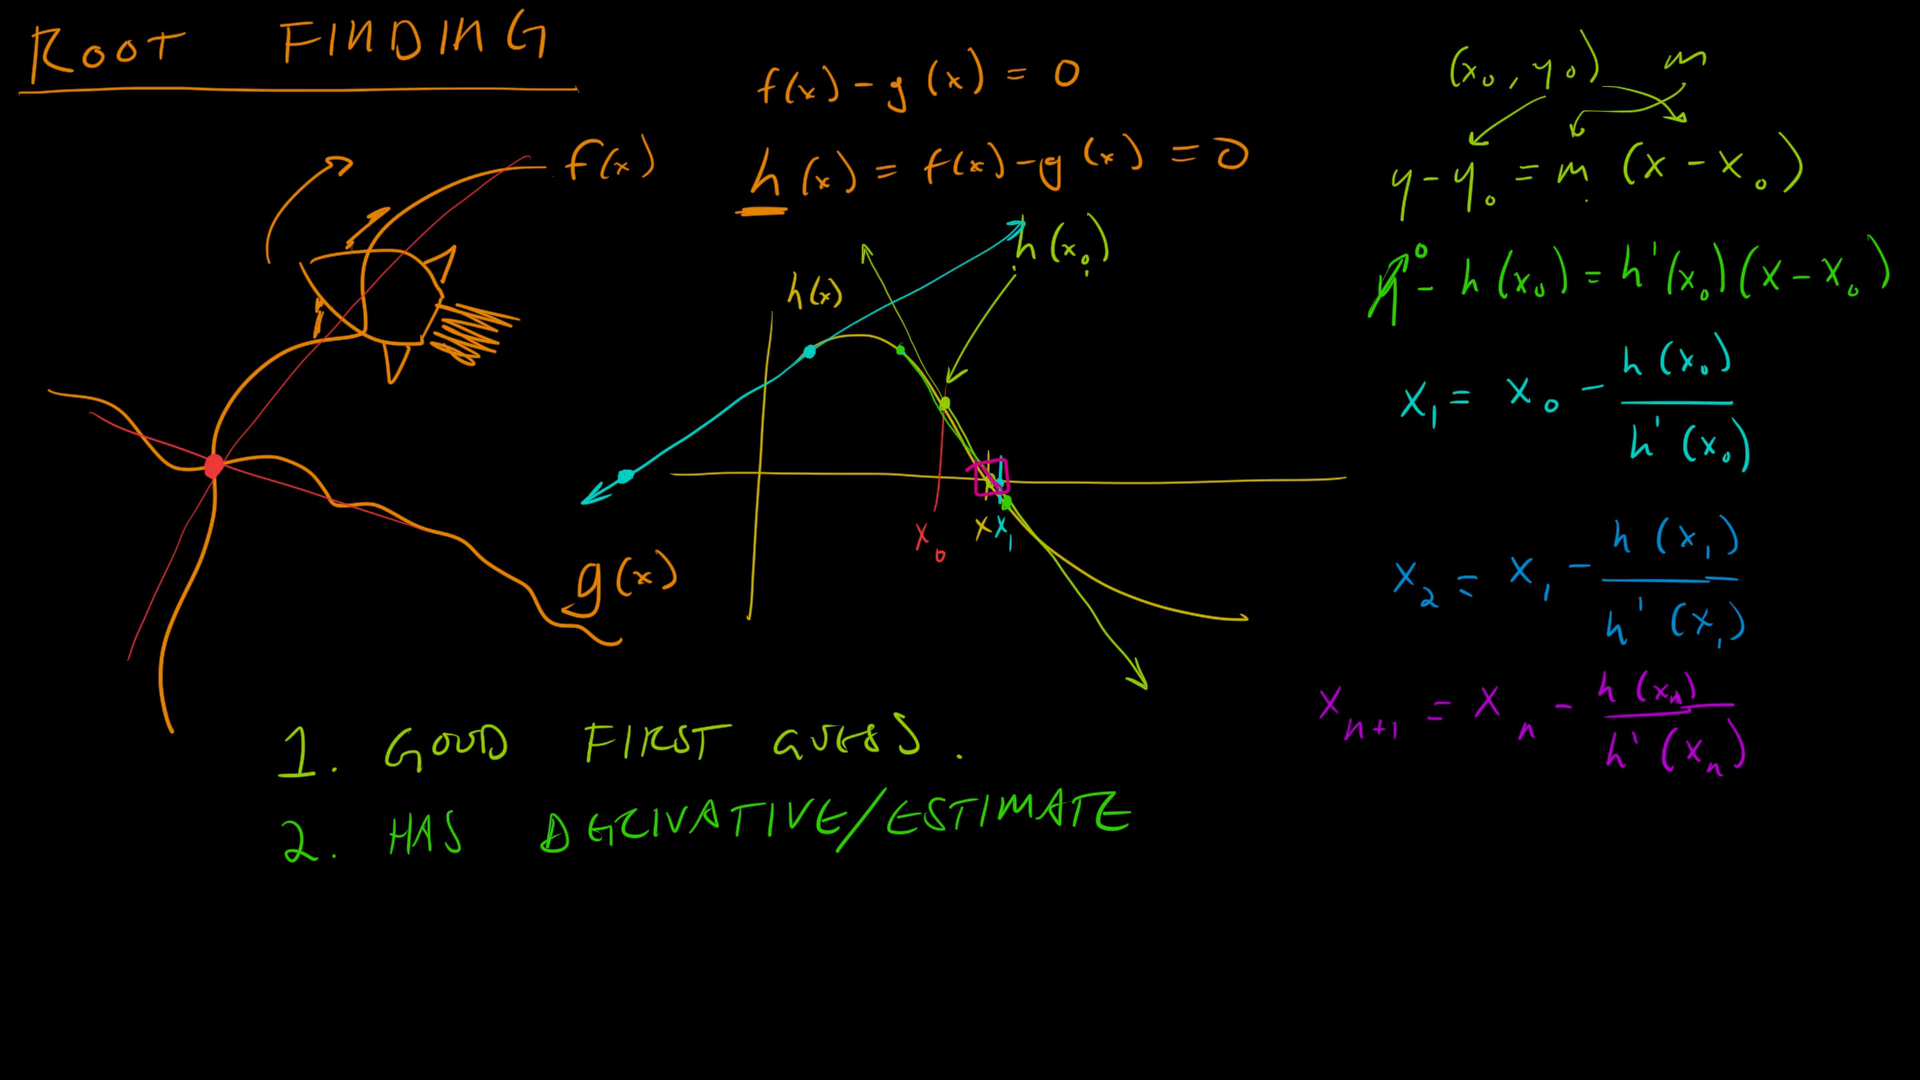 ROOT FINDING
f(x) - g(x) = 0
h(x) = f(x) - g(x) = 0
f(x)
g(x)
h(x)
h(x₀)
x₀
x x₁
(x₀, y₀) m
y - y₀ = m (x - x₀)
y⁰ - h(x₀) = h'(x₀)(x - x₀)
x₁ = x₀ - h(x₀) / h'(x₀)
x₂ = x₁ - h(x₁) / h'(x₁)
xₙ₊₁ = xₙ - h(xₙ) / h'(xₙ)
1. GOOD FIRST GUESS.
2. HAS DERIVATIVE/ESTIMATE